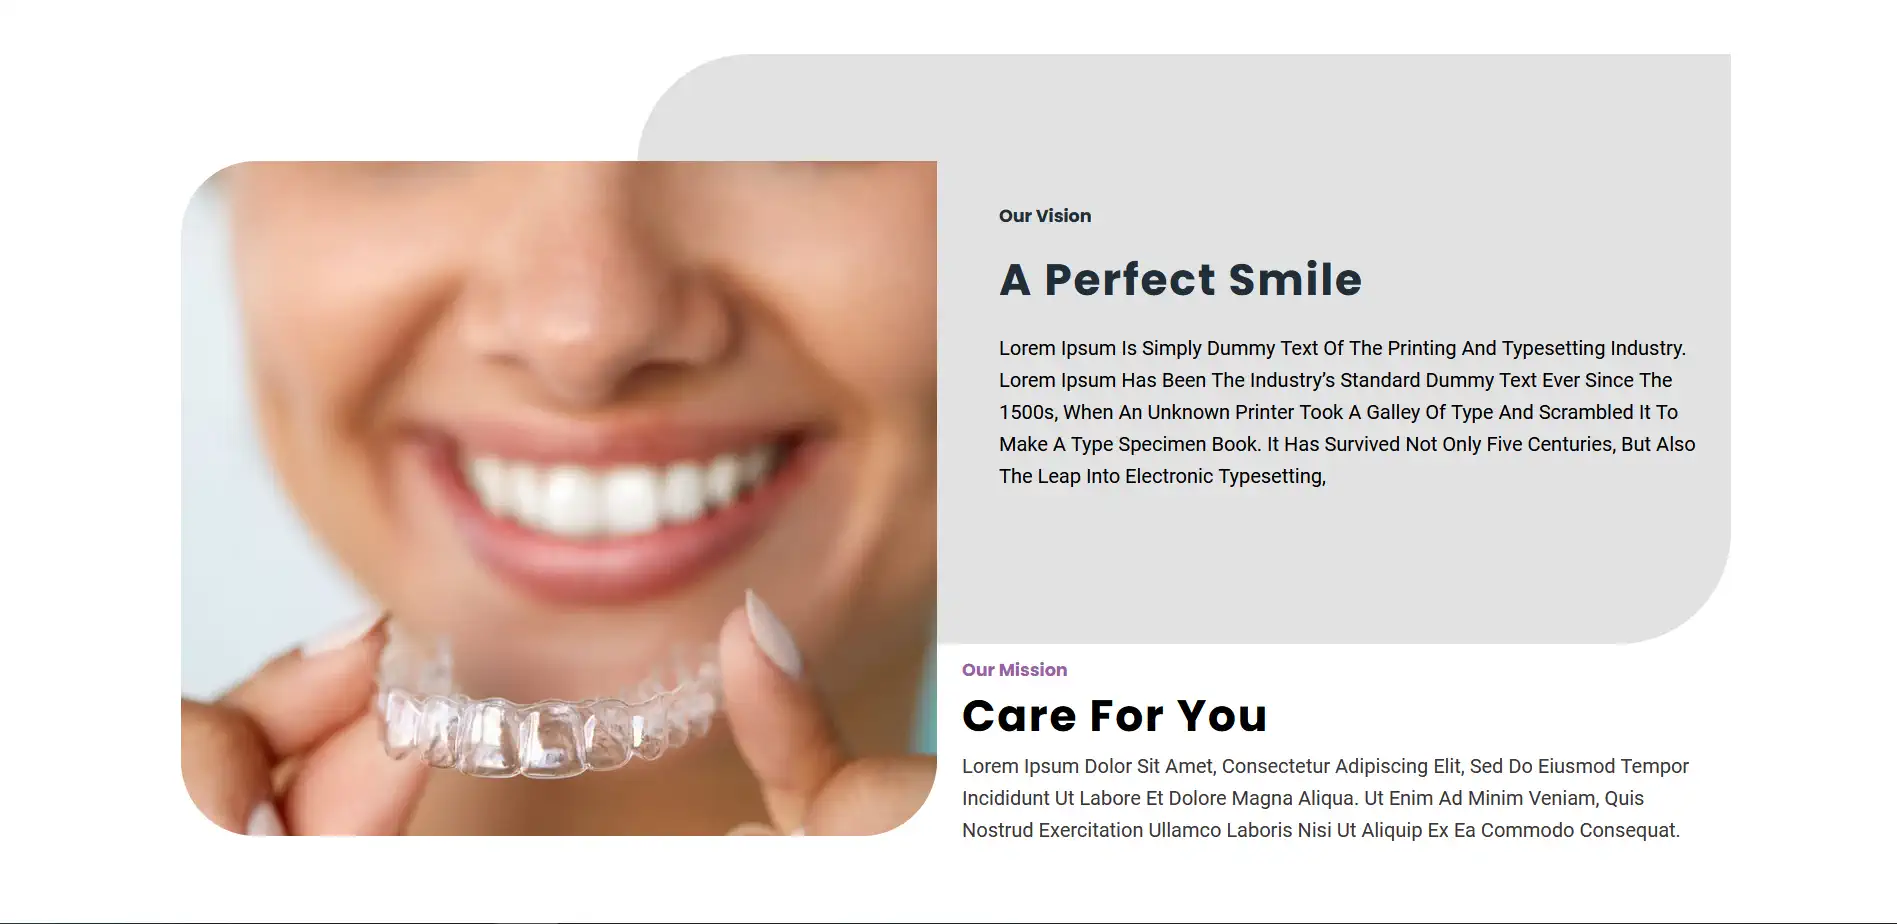 Our Vision
A Perfect Smile
Lorem Ipsum Is Simply Dummy Text Of The Printing And Typesetting Industry.
Lorem Ipsum Has Been The Industry’s Standard Dummy Text Ever Since The
1500s, When An Unknown Printer Took A Galley Of Type And Scrambled It To
Make A Type Specimen Book. It Has Survived Not Only Five Centuries, But Also
The Leap Into Electronic Typesetting,
Our Mission
Care For You
Lorem Ipsum Dolor Sit Amet, Consectetur Adipiscing Elit, Sed Do Eiusmod Tempor
Incididunt Ut Labore Et Dolore Magna Aliqua. Ut Enim Ad Minim Veniam, Quis
Nostrud Exercitation Ullamco Laboris Nisi Ut Aliquip Ex Ea Commodo Consequat.